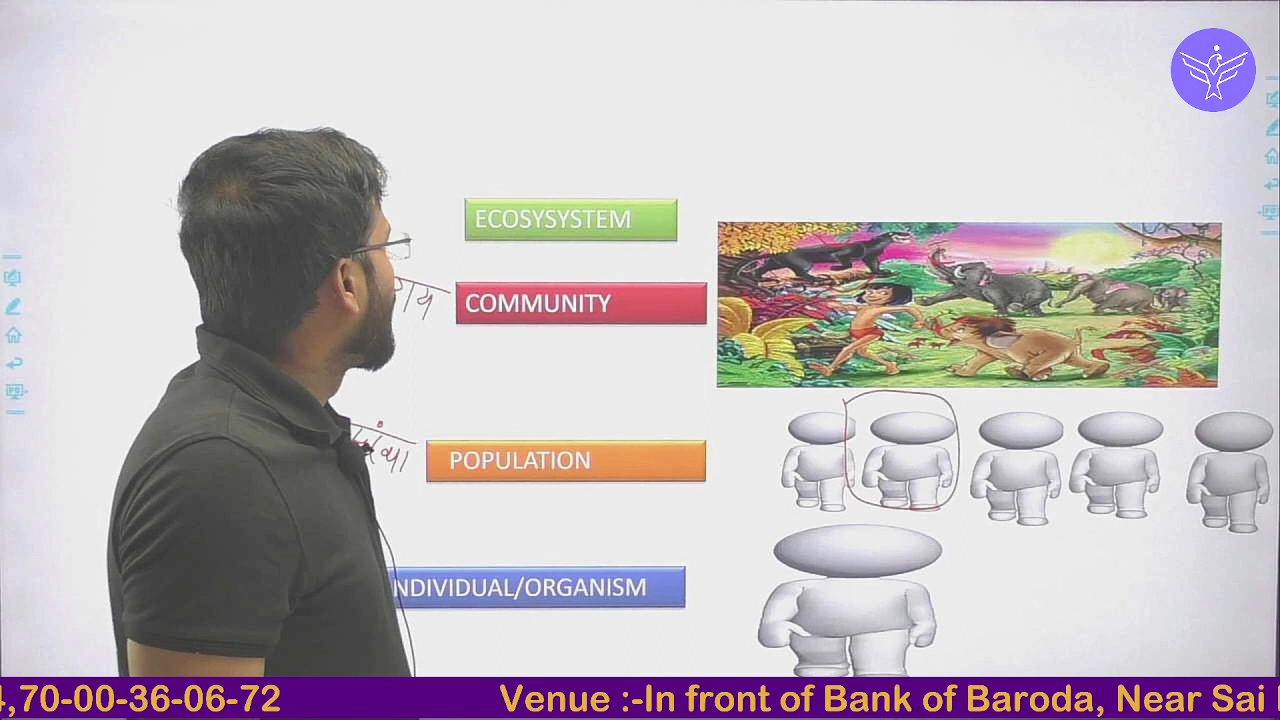 ECOSYSYSTEM
COMMUNITY
POPULATION
NDIVIDUAL/ORGANISM
4,70-00-36-06-72 Venue :-In front of Bank of Baroda, Near Sai